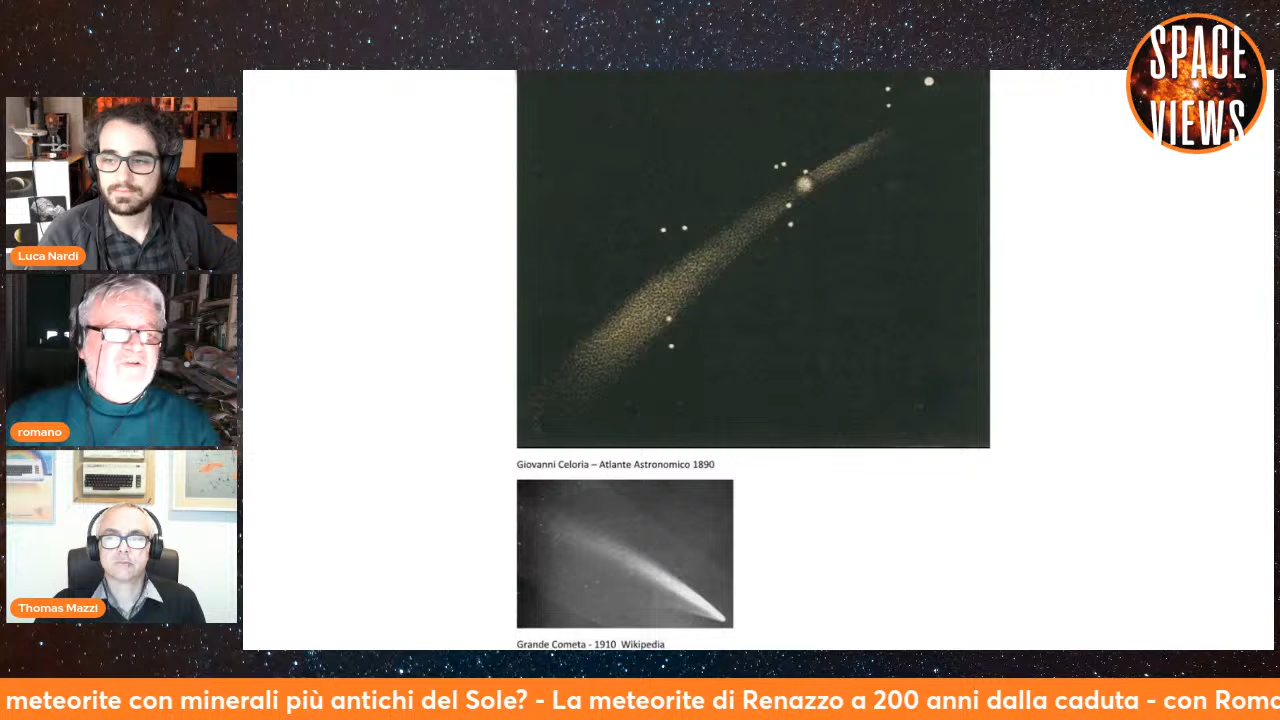 SPACE
VIEWS
Luca Nardi
romano
Thomas Mazzi
Giovanni Celoria – Atlante Astronomico 1890
Grande Cometa - 1910 Wikipedia
meteorite con minerali più antichi del Sole? - La meteorite di Renazzo a 200 anni dalla caduta - con Roma